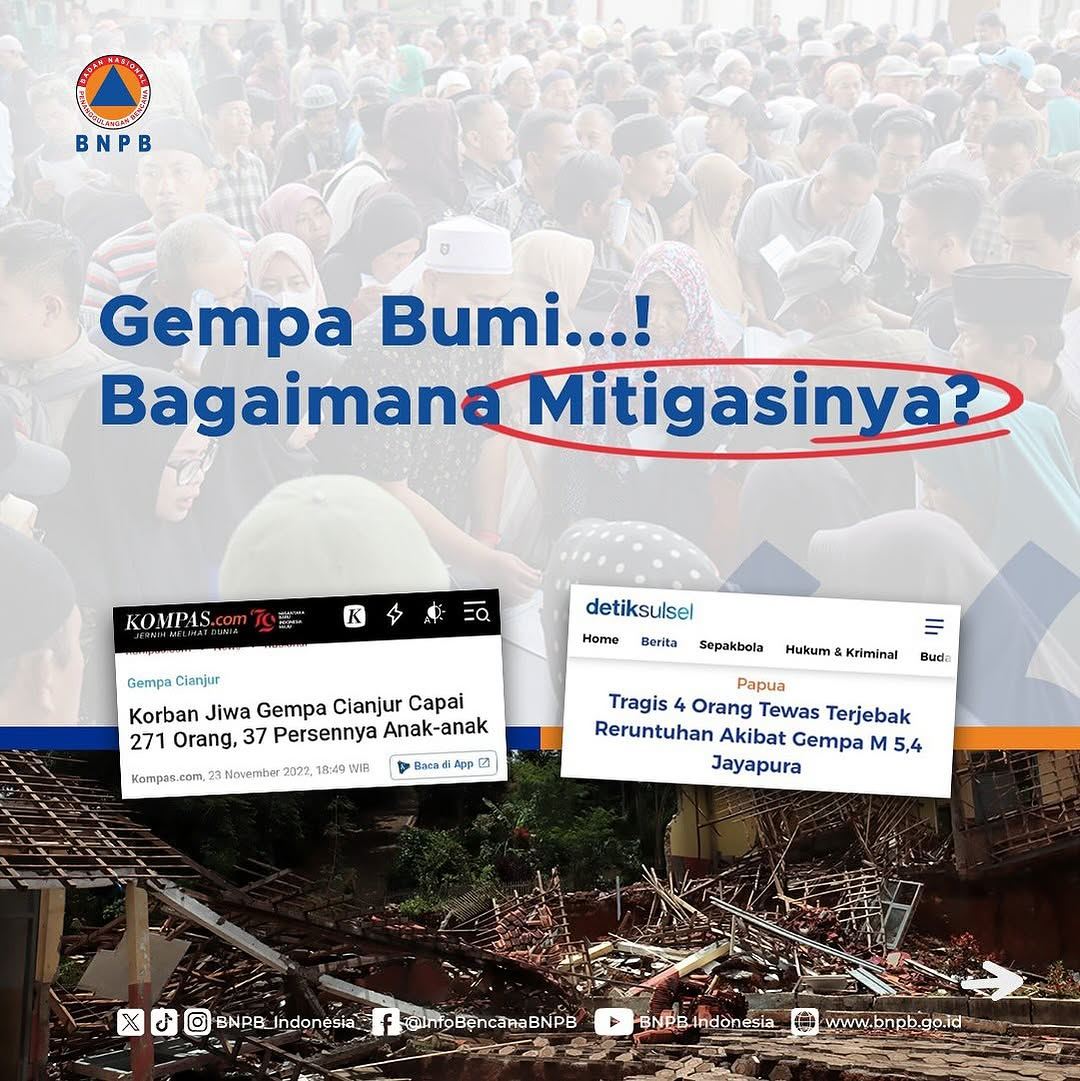 BADAN NASIONAL
PENANGGULANGAN BENCANA
BNPB
Gempa Bumi...!
Bagaimana Mitigasinya?
KOMPAS.com
JERNIH MELIHAT DUNIA
K
Gempa Cianjur
Korban Jiwa Gempa Cianjur Capai
271 Orang, 37 Persennya Anak-anak
Kompas.com, 23 November 2022, 18:49 WIB
Baca di App
detiksulsel
Home Berita Sepakbola Hukum & Kriminal Buda
Papua
Tragis 4 Orang Tewas Terjebak
Reruntuhan Akibat Gempa M 5,4
Jayapura
BNPB_Indonesia @InfoBencanaBNPB BNPB Indonesia www.bnpb.go.id